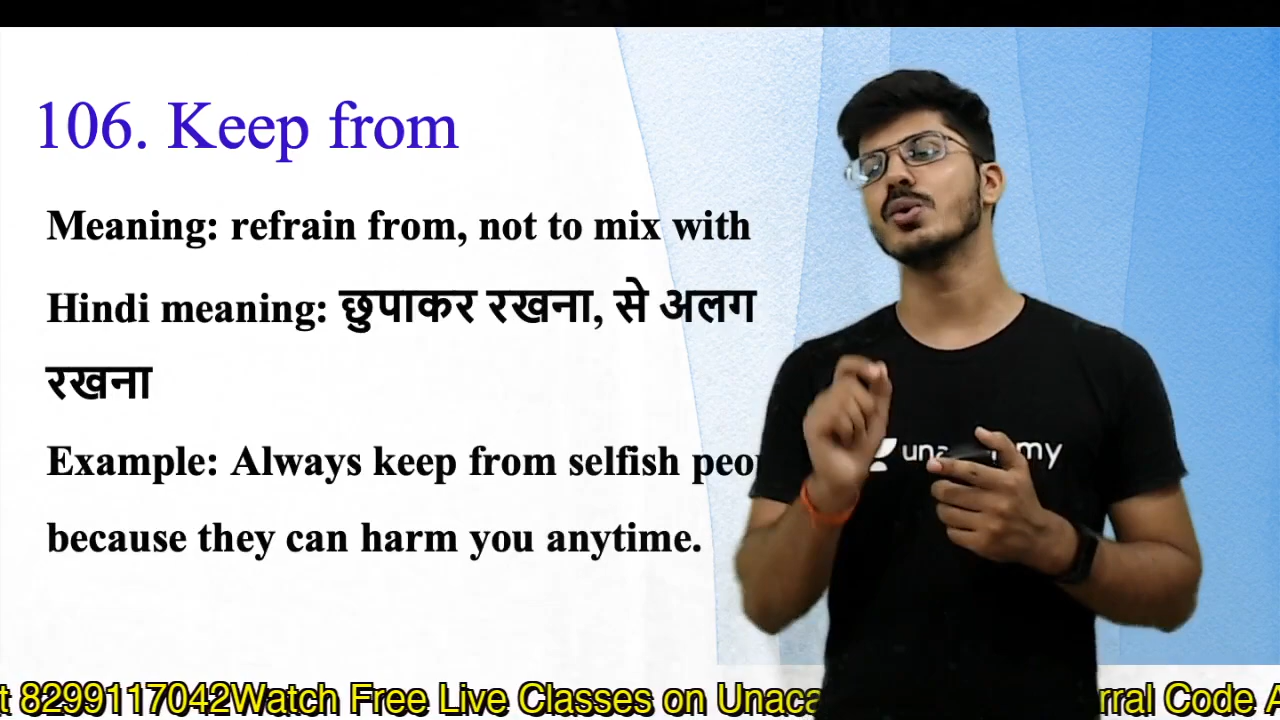 106. Keep from
Meaning: refrain from, not to mix with
Hindi meaning: छुपाकर रखना, से अलग
रखना
Example: Always keep from selfish
because they can harm you anytime.
8299117042Watch Free Live Classes on Code